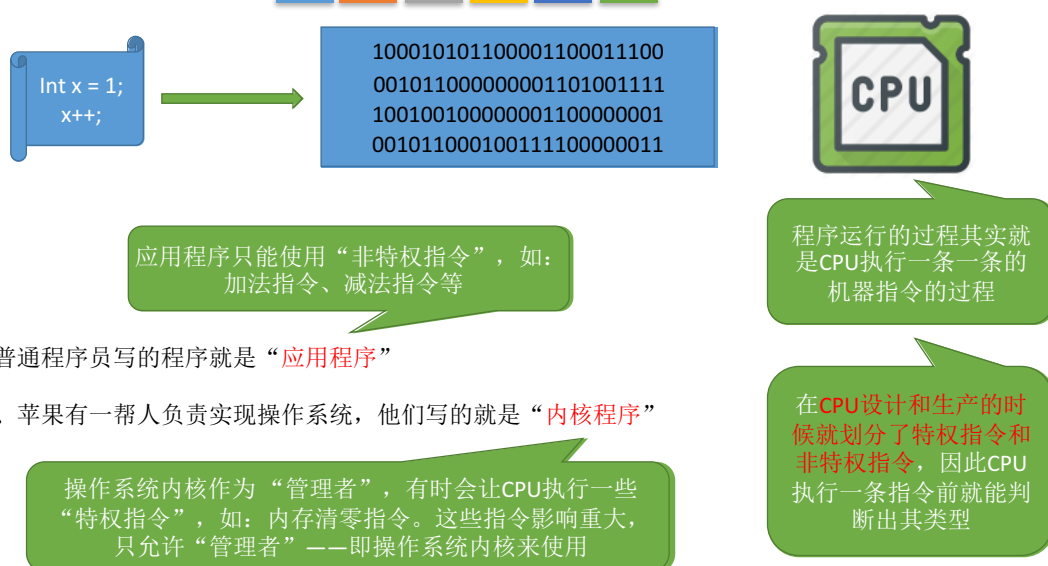 Int x = 1;
x++;
100010101100001100011100
001011000000001101001111
100100100000001100000001
001011000100111100000011
CPU
应用程序只能使用“非特权指令”，如：
加法指令、减法指令等
程序运行的过程其实就
是CPU执行一条一条的
机器指令的过程
普通程序员写的程序就是“应用程序”
、苹果有一帮人负责实现操作系统，他们写的就是“内核程序”
在CPU设计和生产的时
候就划分了特权指令和
非特权指令，因此CPU
执行一条指令前就能判
断出其类型
操作系统内核作为 “管理者”，有时会让CPU执行一些
“特权指令”，如：内存清零指令。这些指令影响重大，
只允许“管理者”——即操作系统内核来使用